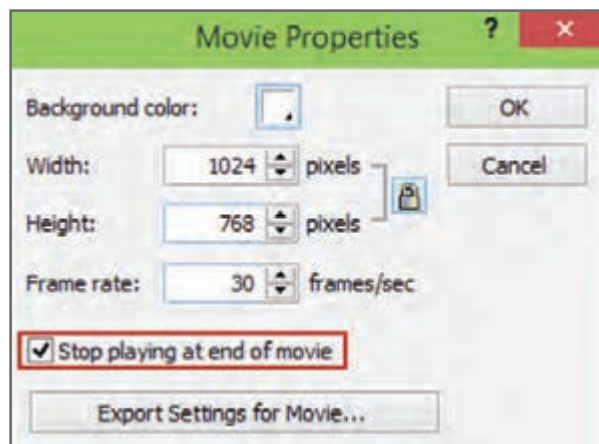 Movie Properties ? ×
Background color: OK
Width: 1024 pixels Cancel
Height: 768 pixels
Frame rate: 30 frames/sec
Stop playing at end of movie
Export Settings for Movie...